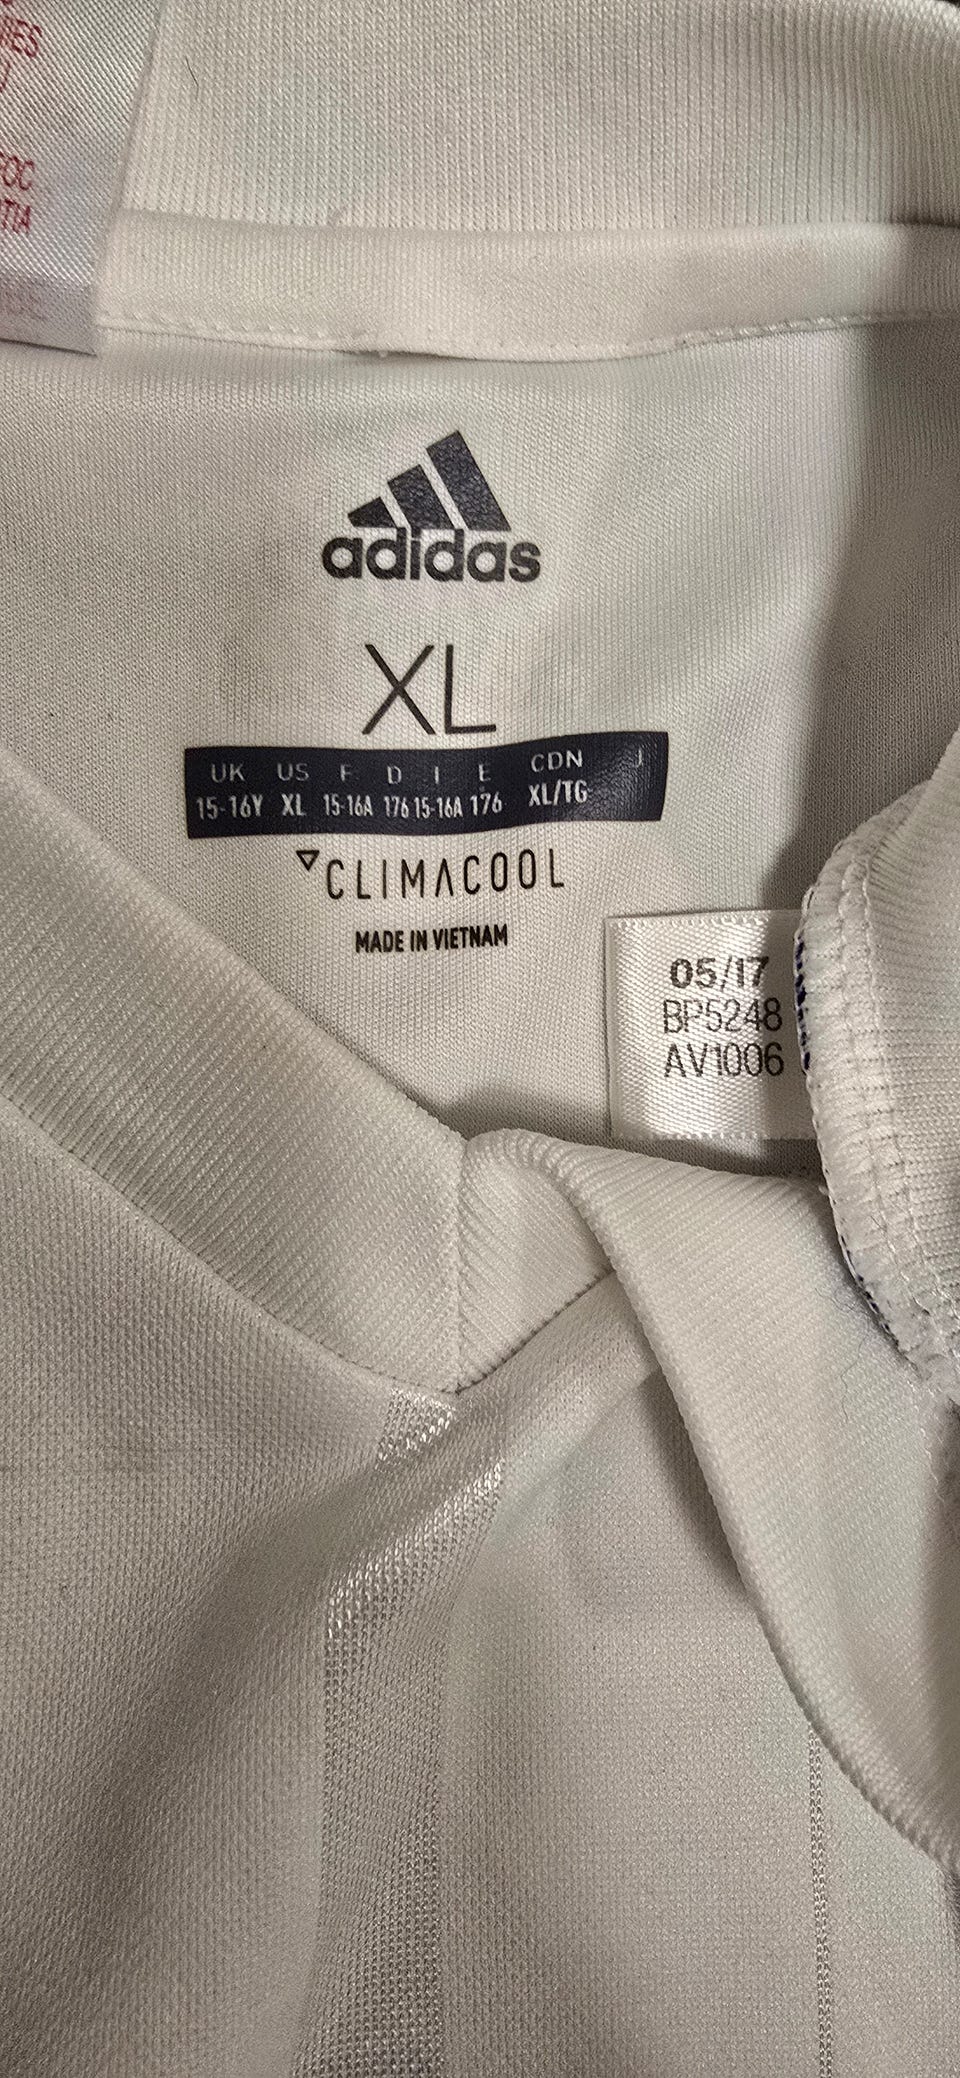 adidas
XL
UK US F D I E CDN J
15-16Y XL 15-16A 176 15-16A 176 XL/TG
CLIMACOOL
MADE IN VIETNAM
05/17
BP5248
AV1006